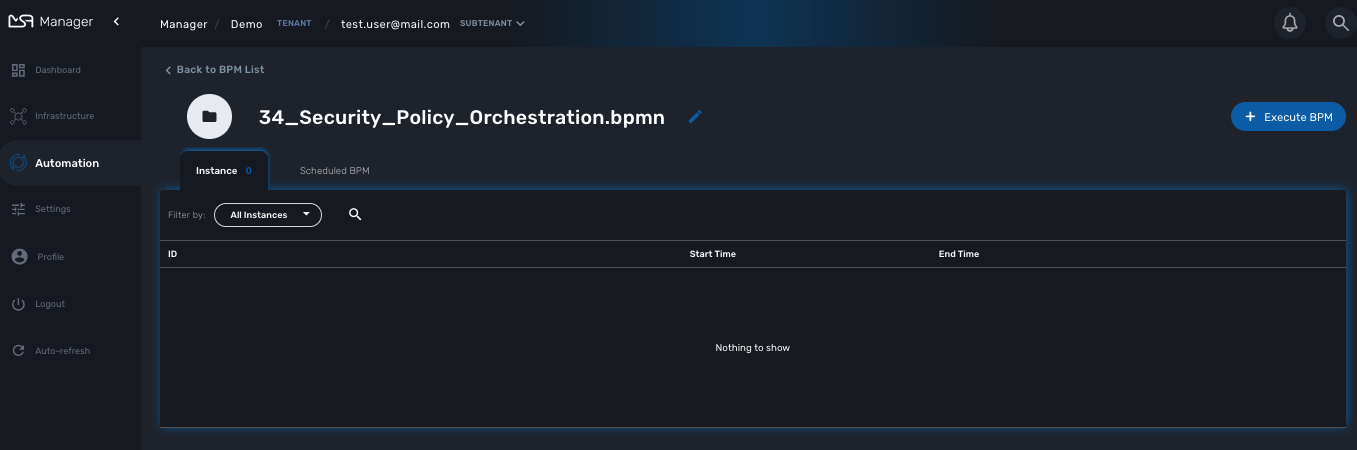 MSA Manager
Manager / Demo TENANT / test.user@mail.com SUBTENANT
Dashboard
Infrastructure
Automation
Settings
Profile
Logout
Auto-refresh
Back to BPM List
34_Security_Policy_Orchestration.bpmn
+ Execute BPM
Instance 0
Scheduled BPM
Filter by: All Instances
ID Start Time End Time
Nothing to show